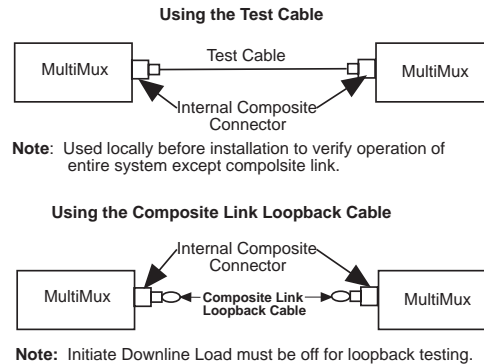 Using the Test Cable
Test Cable
MultiMux
MultiMux
Internal Composite
Connector
Note: Used locally before installation to verify operation of
entire system except compolsite link.
Using the Composite Link Loopback Cable
Internal Composite
Connector
MultiMux
Composite Link
Loopback Cable
MultiMux
Note: Initiate Downline Load must be off for loopback testing.